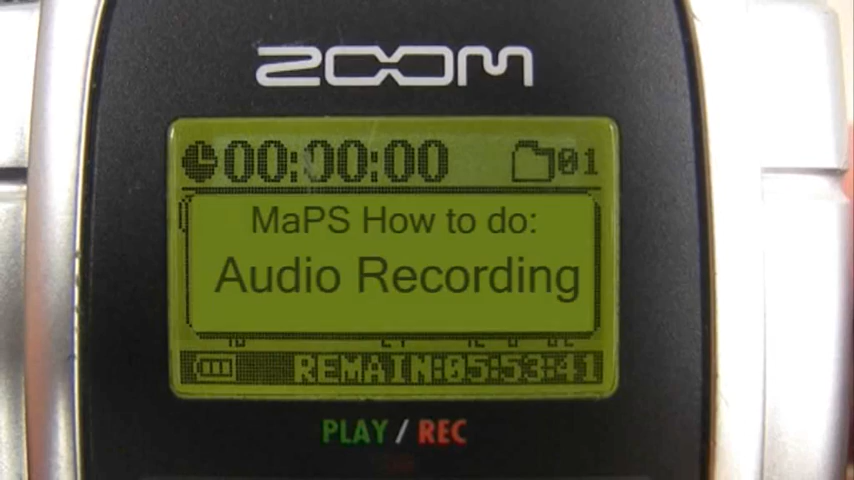 ZOOM
00:00:00 01
MaPS How to do:
Audio Recording
REMAIN:05:53:41
PLAY / REC